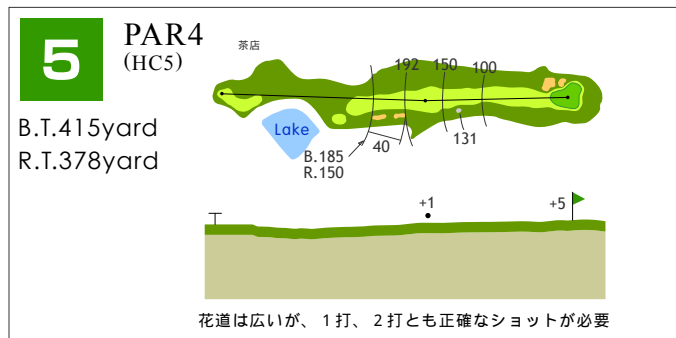 5
PAR4
(HC5)
B.T.415yard
R.T.378yard
茶店
192
150
100
Lake
B.185
R.150
40
131
+1
+5
花道は広いが、1打、2打とも正確なショットが必要